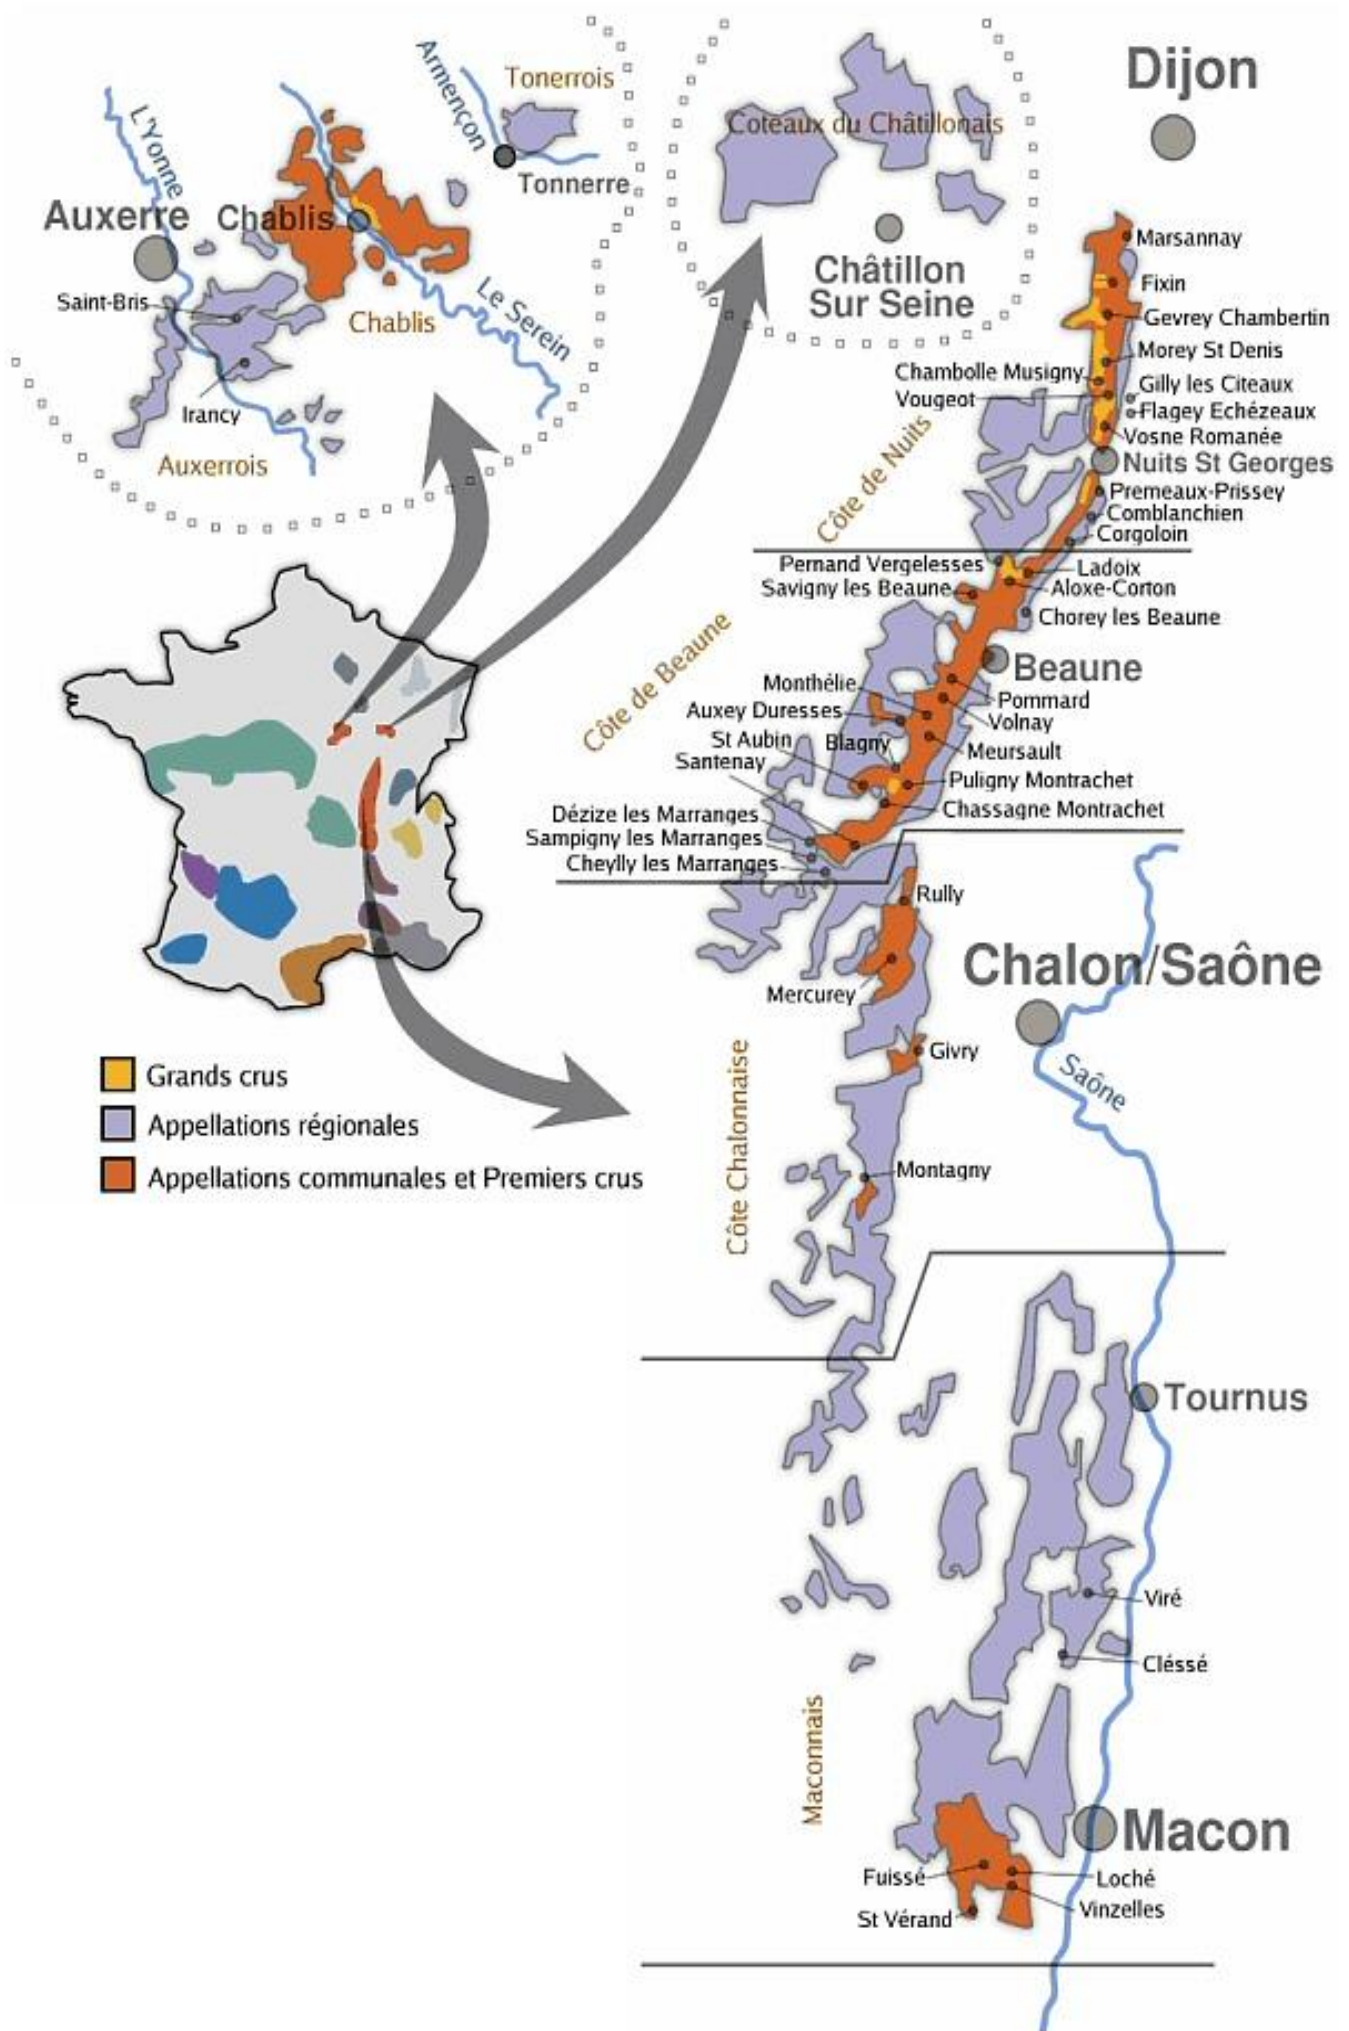 Armençon
Tonerrois
L'Yonne
Tonnerre
Auxerre
Chablis
Saint-Bris
Le Serein
Chablis
Irancy
Auxerrois
Coteaux du Châtillonais
Châtillon
Sur Seine
Dijon
Marsannay
Fixin
Gevrey Chambertin
Morey St Denis
Chambolle Musigny
Gilly les Citeaux
Vougeot
Flagey Echézeaux
Vosne Romanée
Côte de Nuits
Nuits St Georges
Premeaux-Prissey
Comblanchien
Corgoloin
Pernand Vergelesses
Ladoix
Savigny les Beaune
Aloxe-Corton
Chorey les Beaune
Côte de Beaune
Beaune
Monthélie
Pommard
Auxey Duresses
Volnay
St Aubin
Blagny
Meursault
Santenay
Puligny Montrachet
Chassagne Montrachet
Dézize les Marranges
Sampigny les Marranges
Cheylly les Marranges
Rully
Chalon/Saône
Mercurey
Givry
Saône
Côte Chalonnaise
Montagny
Grands crus
Appellations régionales
Appellations communales et Premiers crus
Tournus
Viré
Cléssé
Maconnais
Macon
Fuissé
Loché
Vinzelles
St Vérand